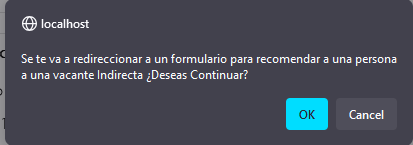 localhost
Se te va a redireccionar a un formulario para recomendar a una persona
a una vacante Indirecta ¿Deseas Continuar?
OK
Cancel